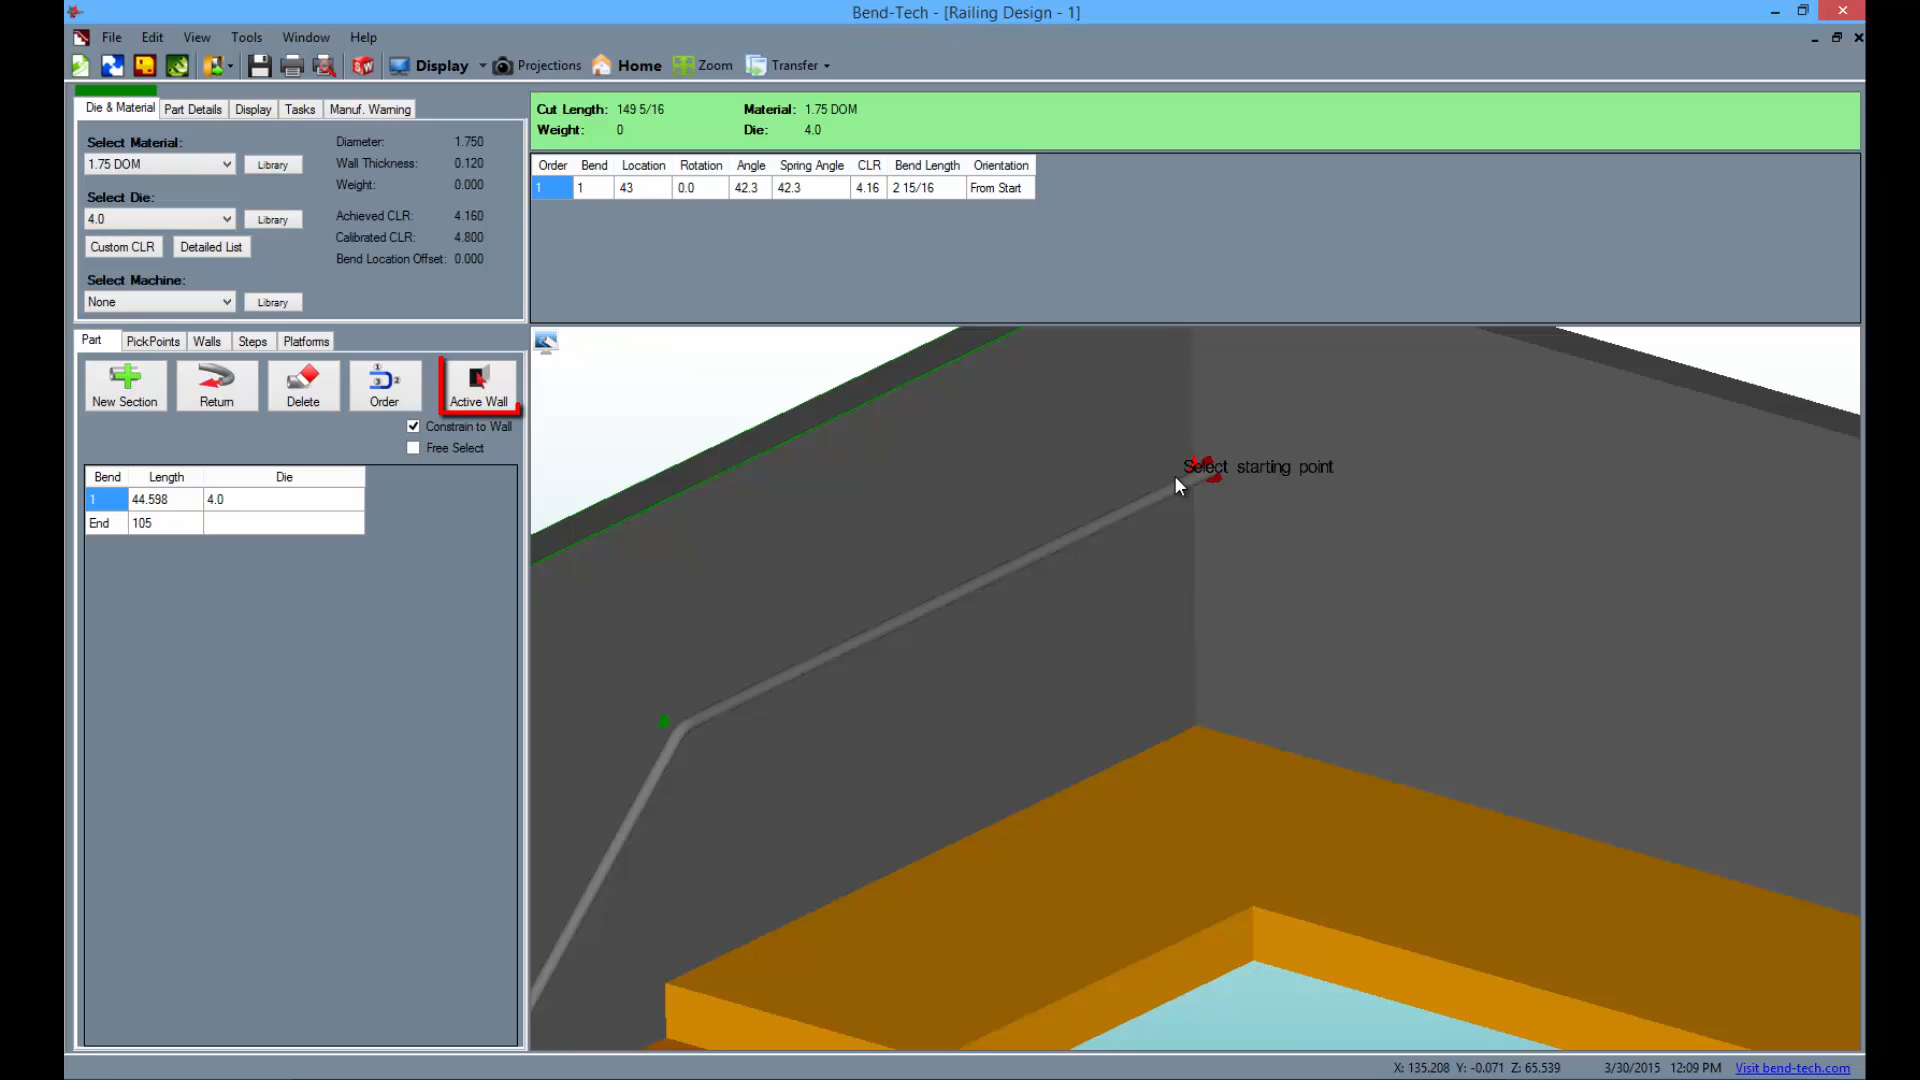 Bend-Tech - [Railing Design - 1]
File Edit View Tools Window Help
Display Projections Home Zoom Transfer
Die & Material Part Details Display Tasks Manuf. Warning
Select Material:
1.75 DOM Library
Select Die:
4.0 Library
Custom CLR Detailed List
Select Machine:
None Library
Diameter: 1.750
Wall Thickness: 0.120
Weight: 0.000
Achieved CLR: 4.160
Calibrated CLR: 4.800
Bend Location Offset: 0.000
Cut Length: 149 5/16 Material: 1.75 DOM
Weight: 0 Die: 4.0
Order Bend Location Rotation Angle Spring Angle CLR Bend Length Orientation
1 1 43 0.0 42.3 42.3 4.16 2 15/16 From Start
Part PickPoints Walls Steps Platforms
New Section Return Delete Order Active Wall
Constrain to Wall
Free Select
Bend Length Die
1 44.598 4.0
End 105
Select starting point
X: 135.208 Y: -0.071 Z: 65.539 3/30/2015 12:09 PM Visit bend-tech.com